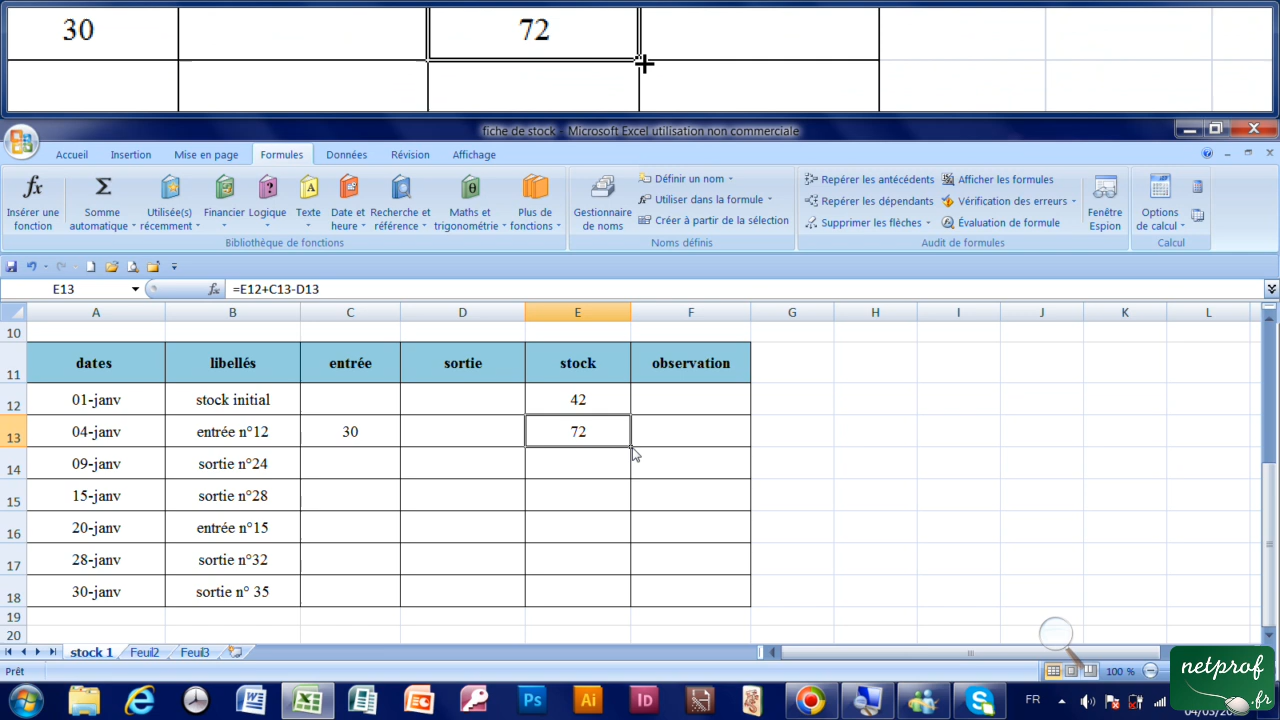 30 72
fiche de stock - Microsoft Excel utilisation non commerciale
Accueil Insertion Mise en page Formules Données Révision Affichage
Insérer une fonction
Somme automatique
Utilisée(s) récemment
Financier
Logique
Texte
Date et heure
Recherche et référence
Maths et trigonométrie
Plus de fonctions
Bibliothèque de fonctions
Gestionnaire de noms
Définir un nom
Utiliser dans la formule
Créer à partir de la sélection
Noms définis
Repérer les antécédents
Repérer les dépendants
Supprimer les flèches
Afficher les formules
Vérification des erreurs
Évaluation de formule
Audit de formules
Fenêtre Espion
Options de calcul
Calcul
E13 fx =E12+C13-D13
A B C D E F G H I J K L
10
11 dates libellés entrée sortie stock observation
12 01-janv stock initial 42
13 04-janv entrée n°12 30 72
14 09-janv sortie n°24
15 15-janv sortie n°28
16 20-janv entrée n°15
17 28-janv sortie n°32
18 30-janv sortie n° 35
19
20
stock 1 Feuil2 Feuil3
Prêt 100 %
netprof.fr
Ps Ai ID FR